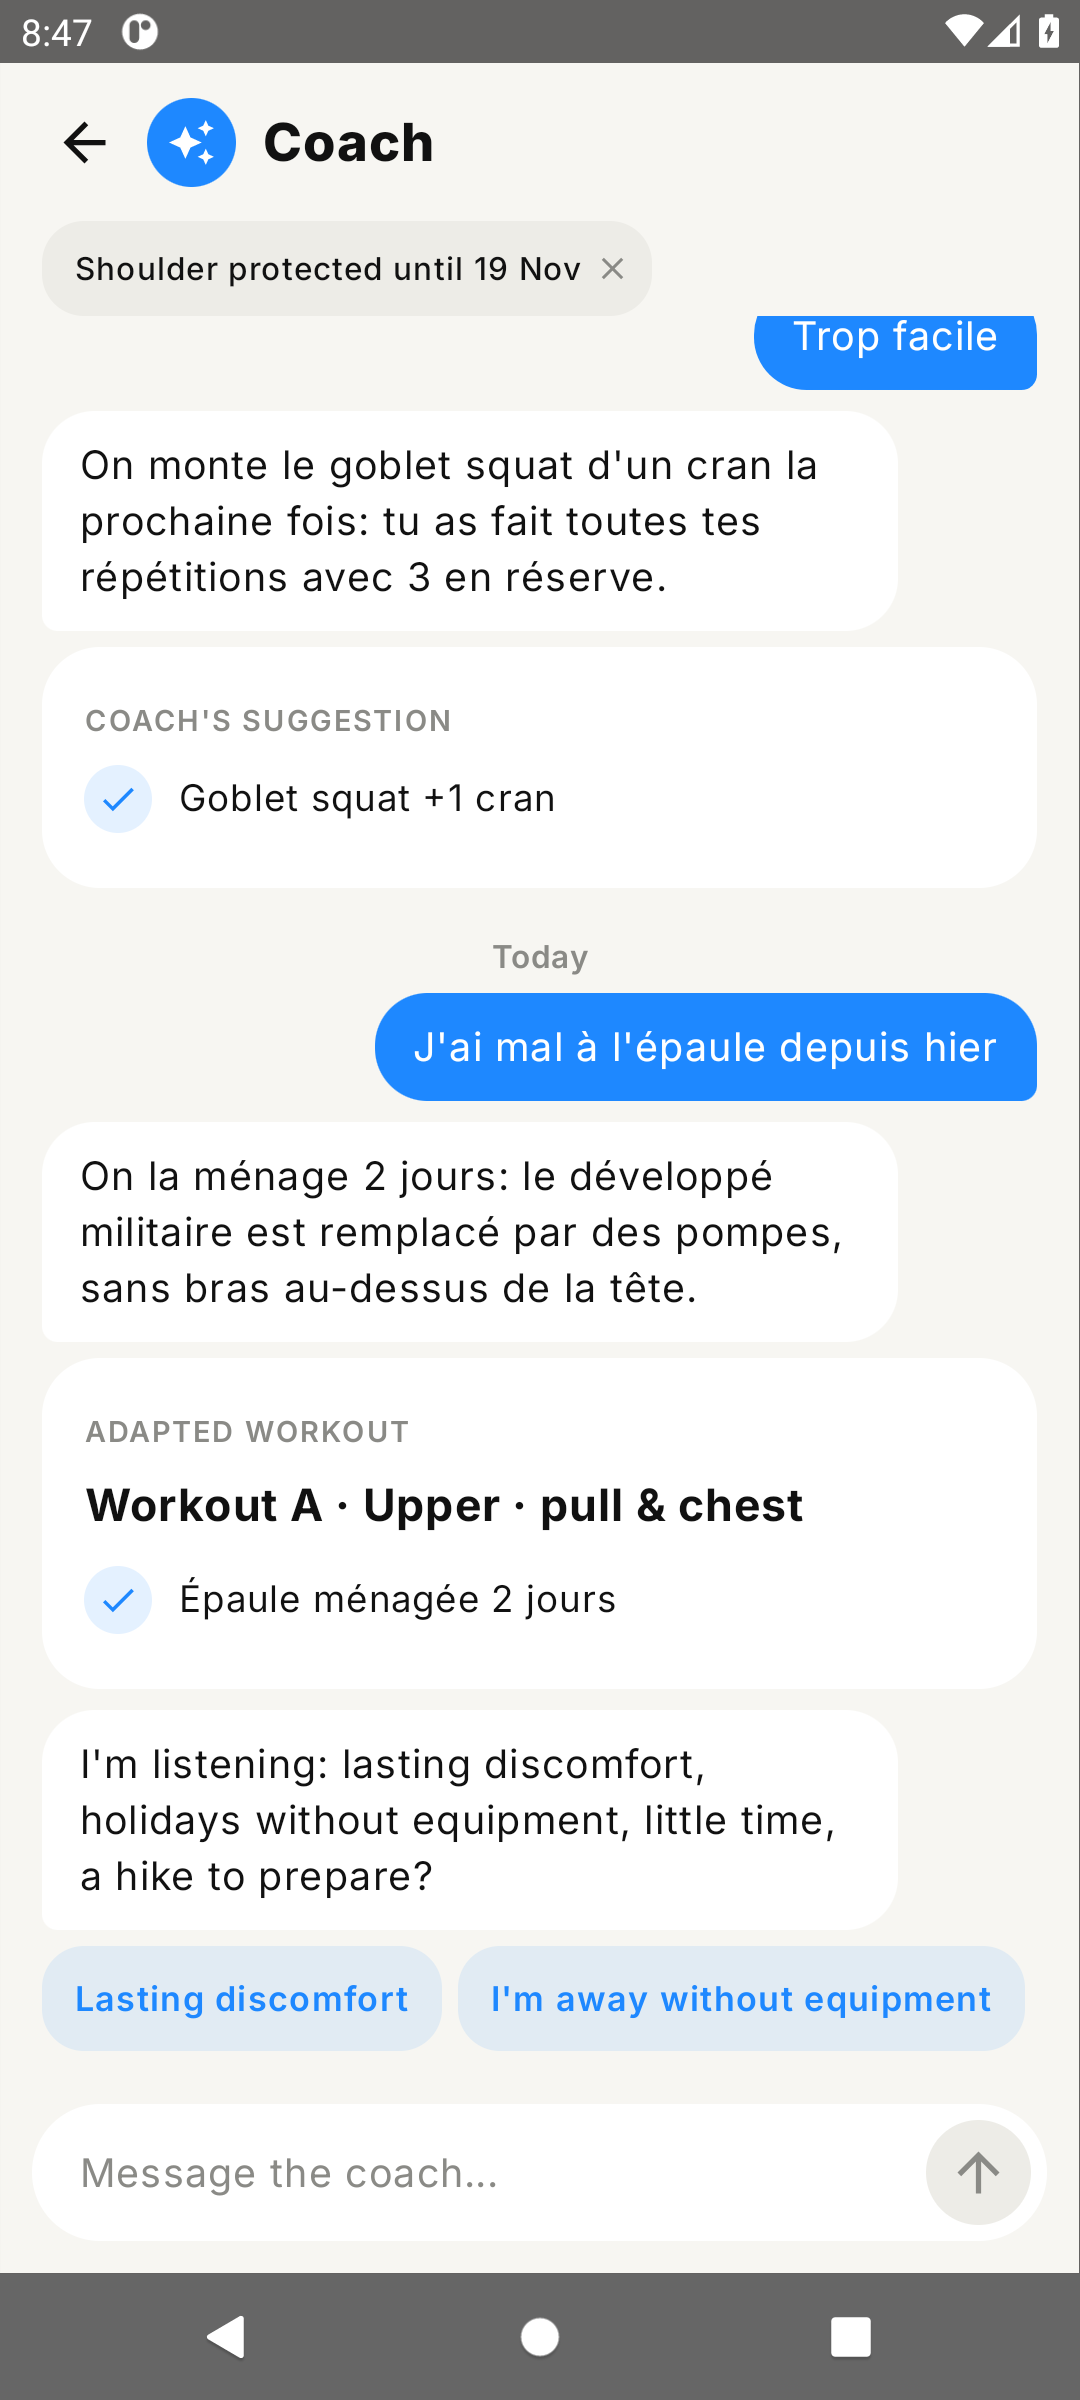 8:47
Coach
Shoulder protected until 19 Nov
Trop facile
On monte le goblet squat d'un cran la
prochaine fois: tu as fait toutes tes
répétitions avec 3 en réserve.
COACH'S SUGGESTION
Goblet squat +1 cran
Today
J'ai mal à l'épaule depuis hier
On la ménage 2 jours: le développé
militaire est remplacé par des pompes,
sans bras au-dessus de la tête.
ADAPTED WORKOUT
Workout A · Upper · pull & chest
Épaule ménagée 2 jours
I'm listening: lasting discomfort,
holidays without equipment, little time,
a hike to prepare?
Lasting discomfort
I'm away without equipment
Message the coach...